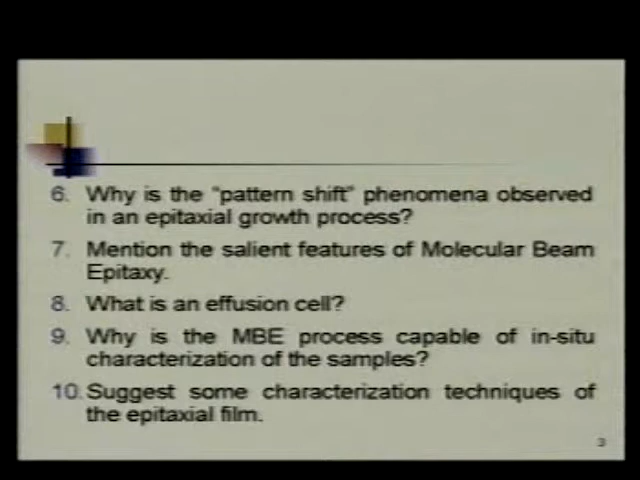 6. Why is the "pattern shift" phenomena observed
in an epitaxial growth process?
7. Mention the salient features of Molecular Beam
Epitaxy.
8. What is an effusion cell?
9. Why is the MBE process capable of in-situ
characterization of the samples?
10. Suggest some characterization techniques of
the epitaxial film.
3